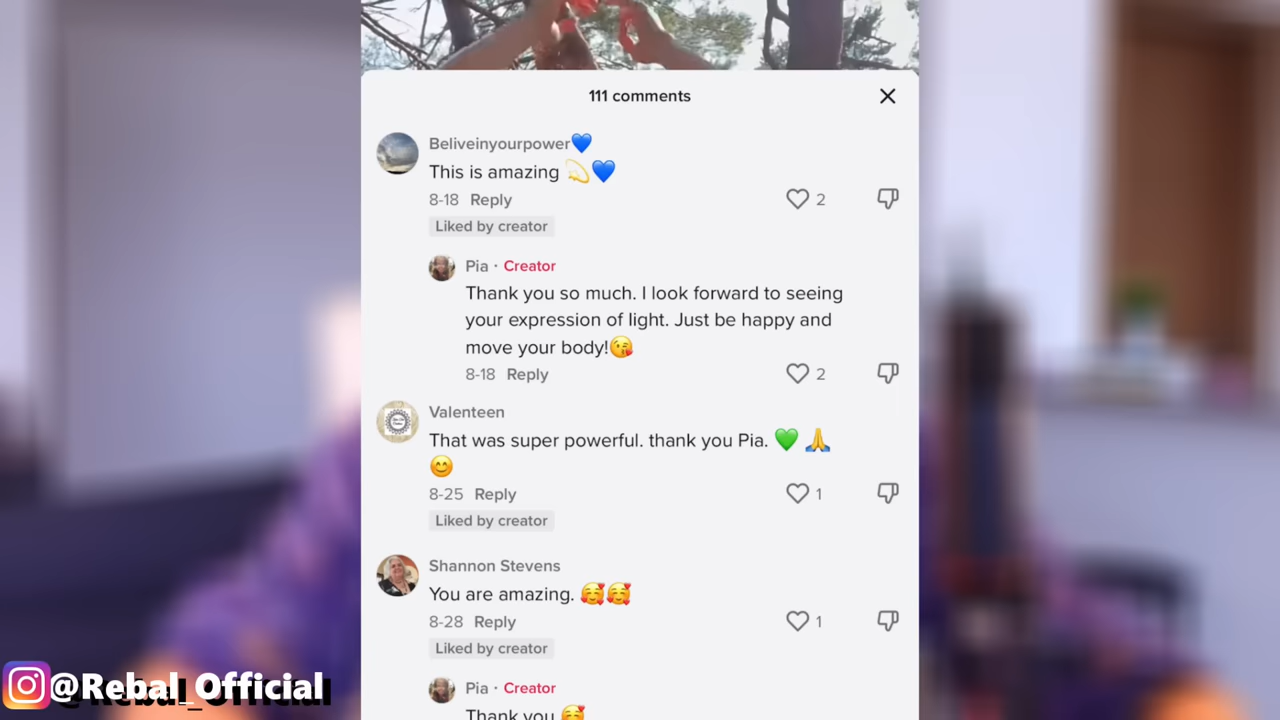 111 comments
Beliveinyourpower💙
This is amazing 💫💙
8-18 Reply
2
Liked by creator
Pia · Creator
Thank you so much. I look forward to seeing
your expression of light. Just be happy and
move your body!😘
8-18 Reply
2
Valenteen
That was super powerful. thank you Pia. 💚 🙏
😊
8-25 Reply
1
Liked by creator
Shannon Stevens
You are amazing. 🥰🥰
8-28 Reply
1
Liked by creator
Pia · Creator
Thank you 🥰
@Rebal_Official